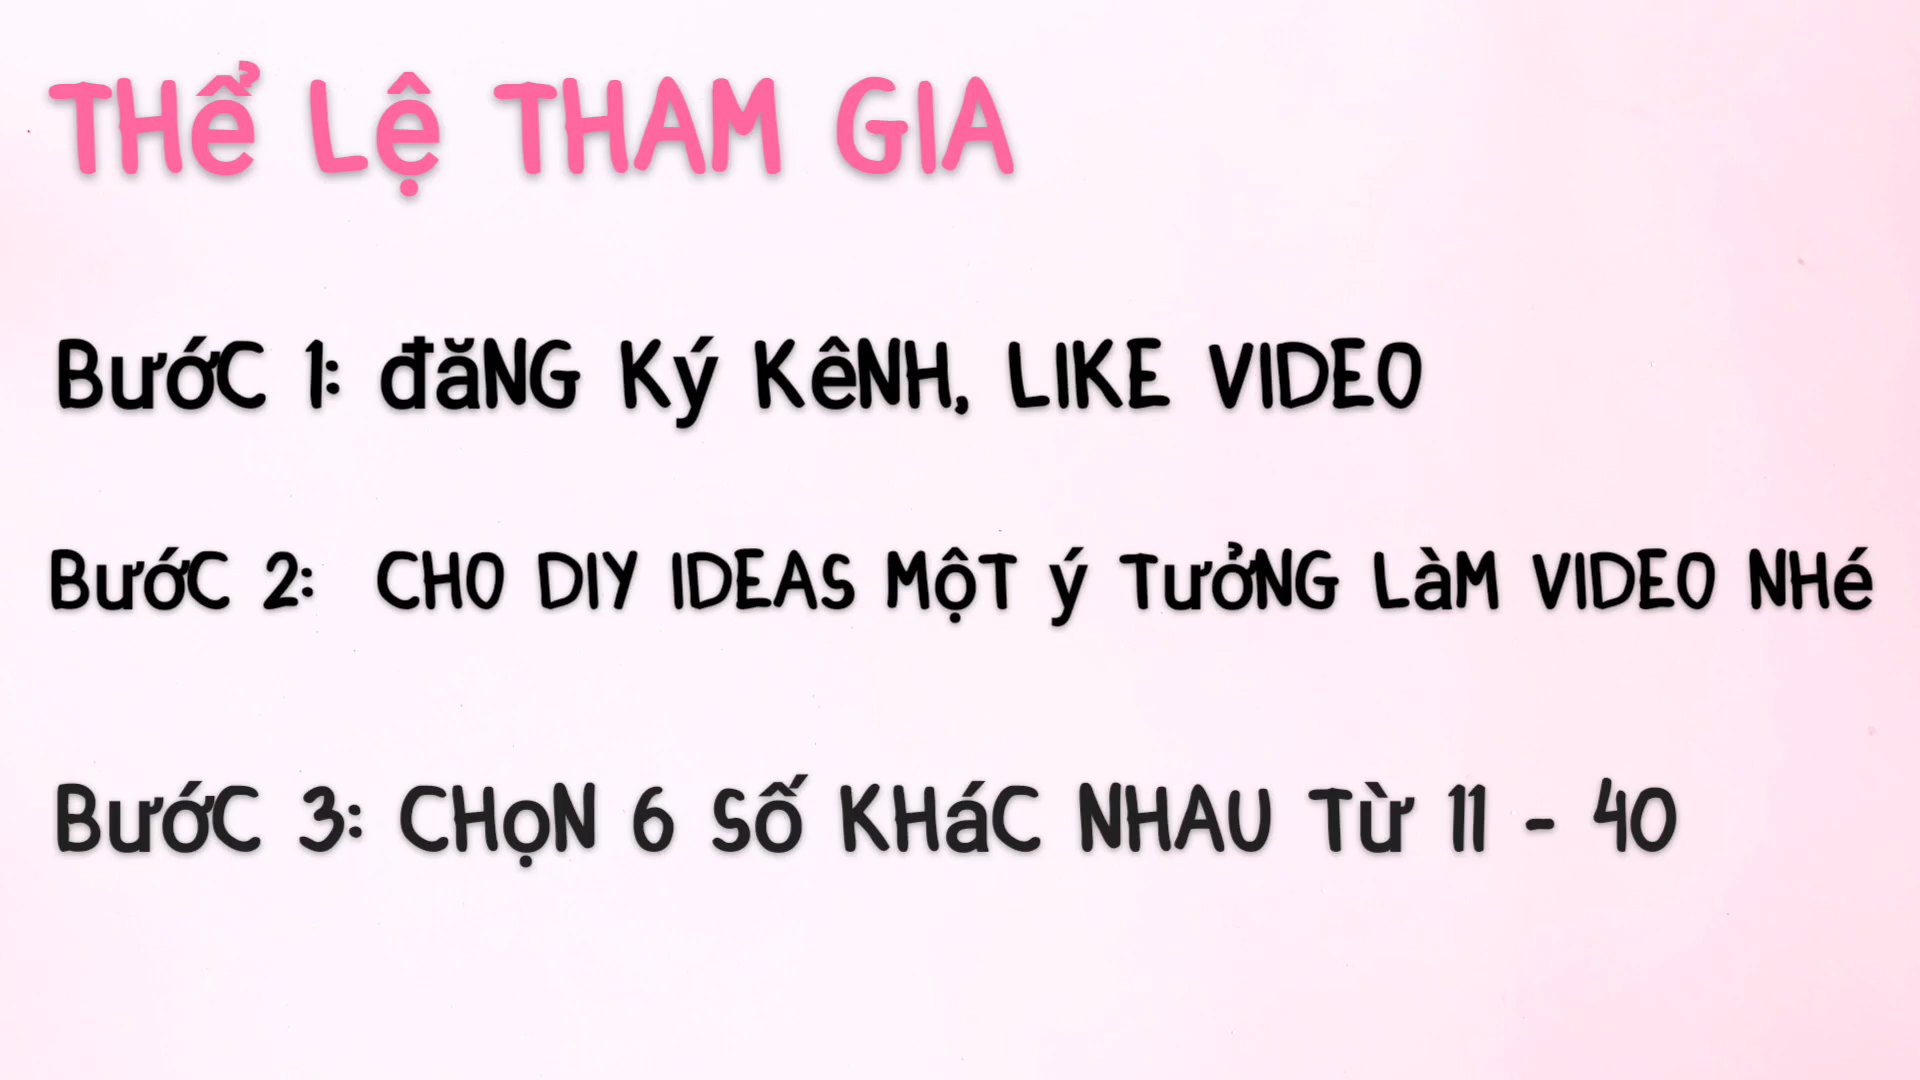 THể Lệ THAM GIA
BướC 1: đăNG Ký KêNH, LIKE VIDEO
BướC 2: CHO DIY IDEAS MộT ý TưởNG LàM VIDEO NHé
BướC 3: CHọN 6 Số KHáC NHAU Từ 11 - 40